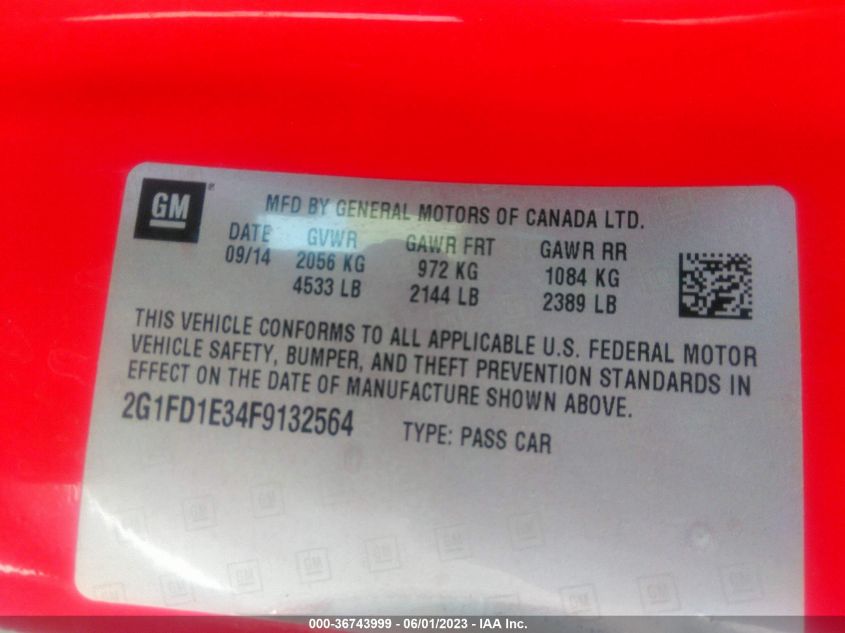 GM ®
MFD BY GENERAL MOTORS OF CANADA LTD.
DATE GVWR GAWR FRT GAWR RR
09/14 2056 KG 972 KG 1084 KG
4533 LB 2144 LB 2389 LB
THIS VEHICLE CONFORMS TO ALL APPLICABLE U.S. FEDERAL MOTOR
VEHICLE SAFETY, BUMPER, AND THEFT PREVENTION STANDARDS IN
EFFECT ON THE DATE OF MANUFACTURE SHOWN ABOVE.
2G1FD1E34F9132564 TYPE: PASS CAR
000-36743999 / 06/01/2023 - IAA Inc.